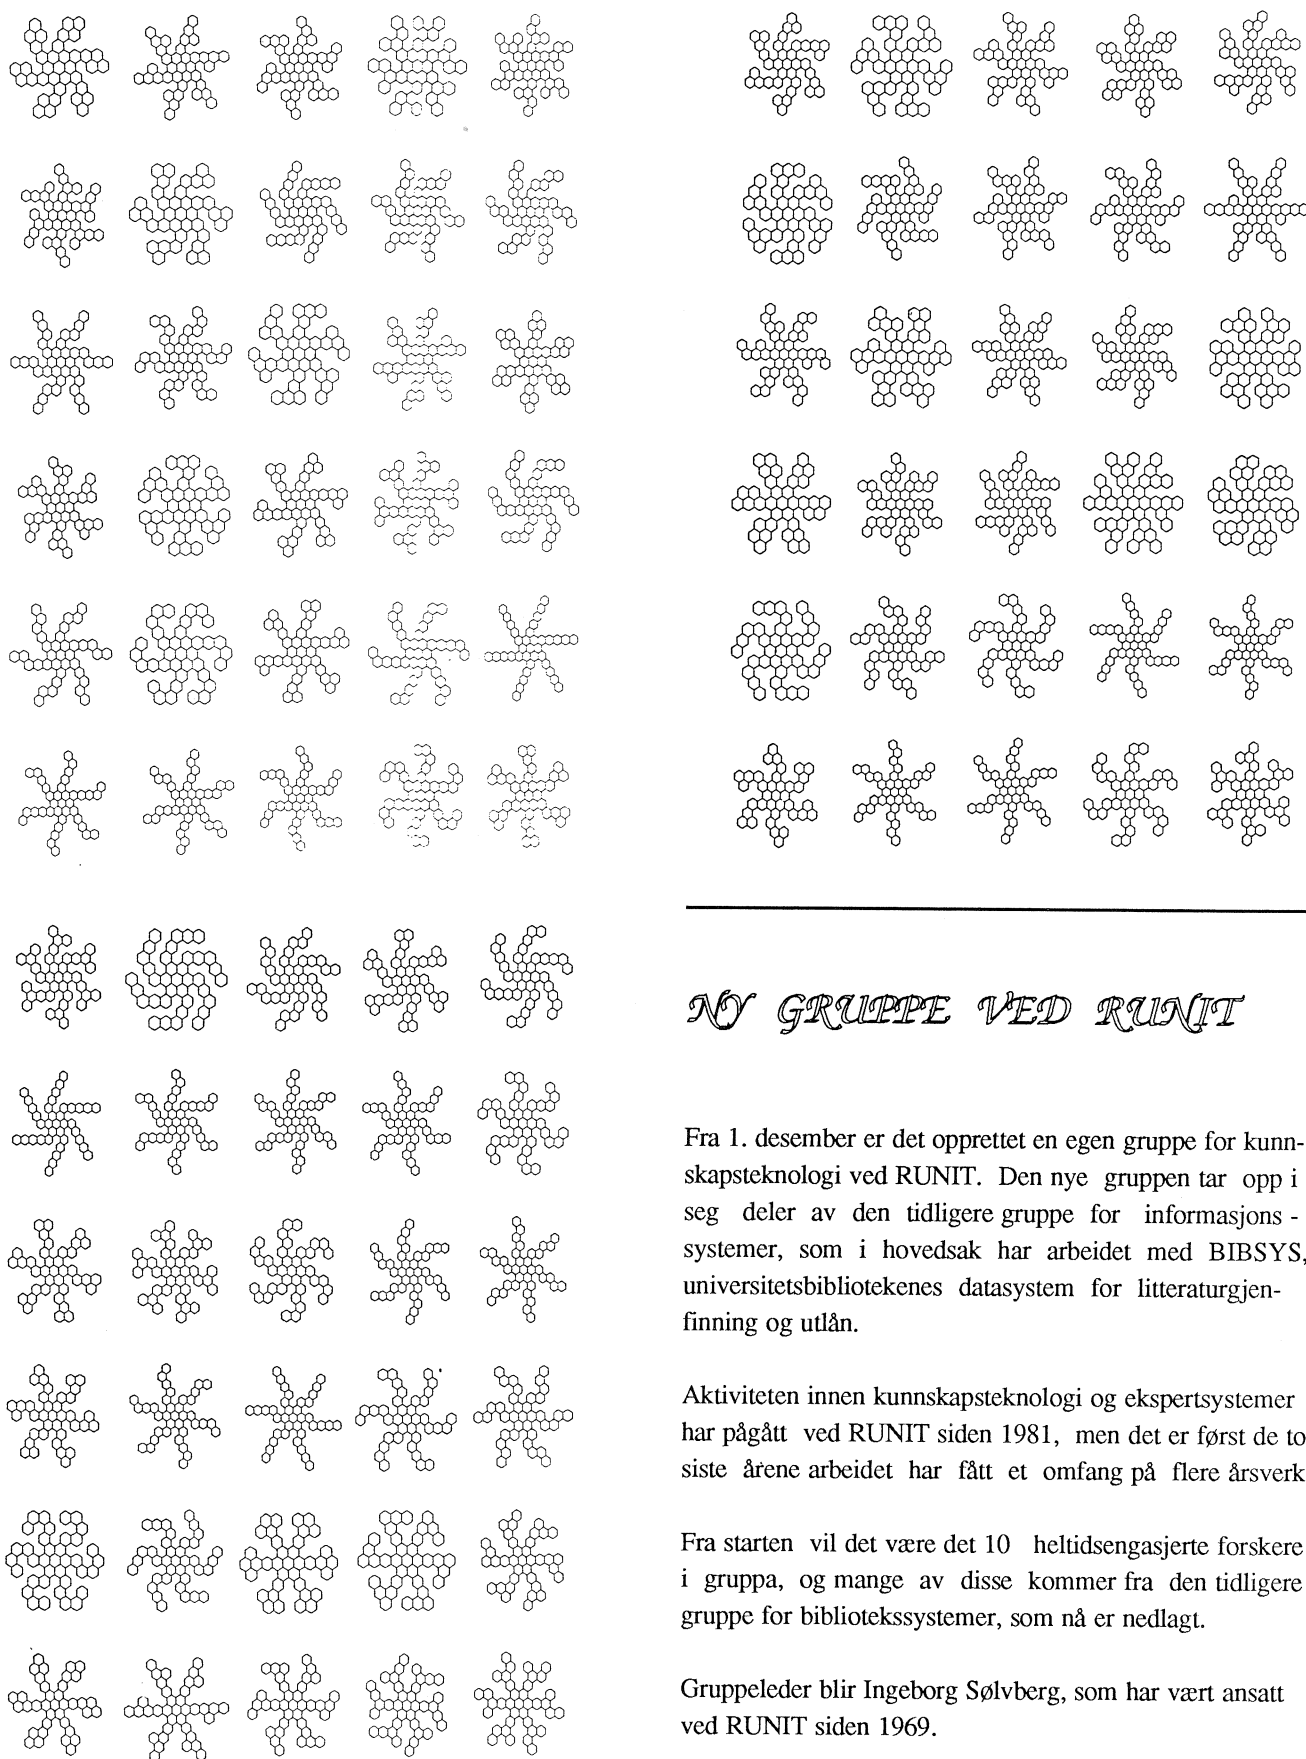 NY GRUPPE VED RUNIT
Fra 1. desember er det opprettet en egen gruppe for kunn-
skapsteknologi ved RUNIT. Den nye gruppen tar opp i
seg deler av den tidligere gruppe for informasjons -
systemer, som i hovedsak har arbeidet med BIBSYS,
universitetsbibliotekenes datasystem for litteraturgjen-
finning og utlån.
Aktiviteten innen kunnskapsteknologi og ekspertsystemer
har pågått ved RUNIT siden 1981, men det er først de to
siste årene arbeidet har fått et omfang på flere årsverk
Fra starten vil det være det 10 heltidsengasjerte forskere
i gruppa, og mange av disse kommer fra den tidligere
gruppe for bibliotekssystemer, som nå er nedlagt.
Gruppeleder blir Ingeborg Sølvberg, som har vært ansatt
ved RUNIT siden 1969.